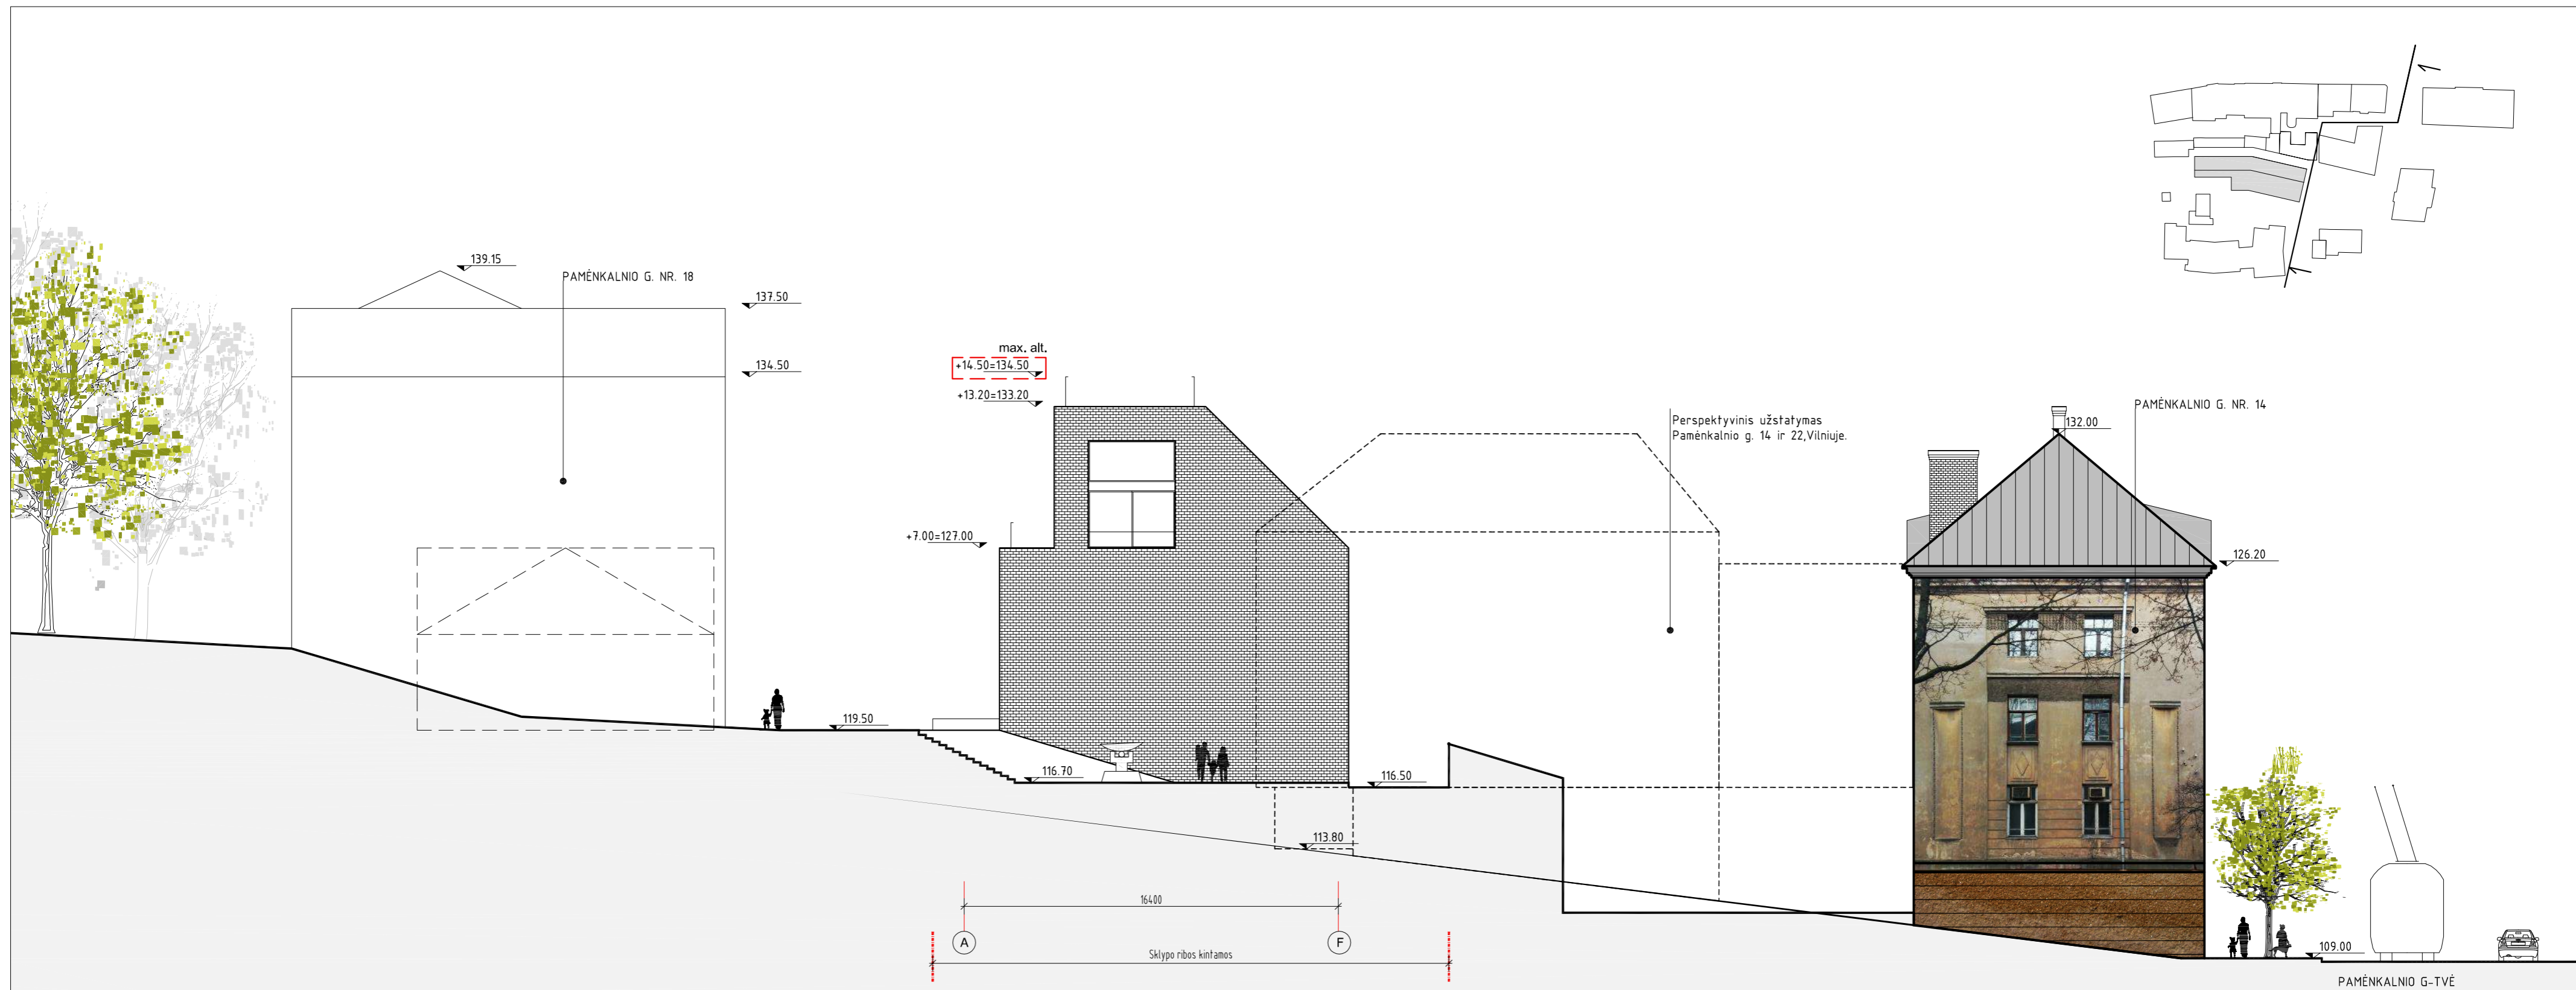 139.15
PAMĖNKALNIO G. NR. 18
137.50
134.50
max. alt.
+14.50=134.50
+13.20=133.20
+7.00=127.00
Perspektyvinis užstatymas
Pamėnkalnio g. 14 ir 22,Vilniuje.
PAMĖNKALNIO G. NR. 14
132.00
126.20
119.50
116.70
116.50
113.80
16400
A
F
Sklypo ribos kintamos
109.00
PAMĖNKALNIO G-TVĖ